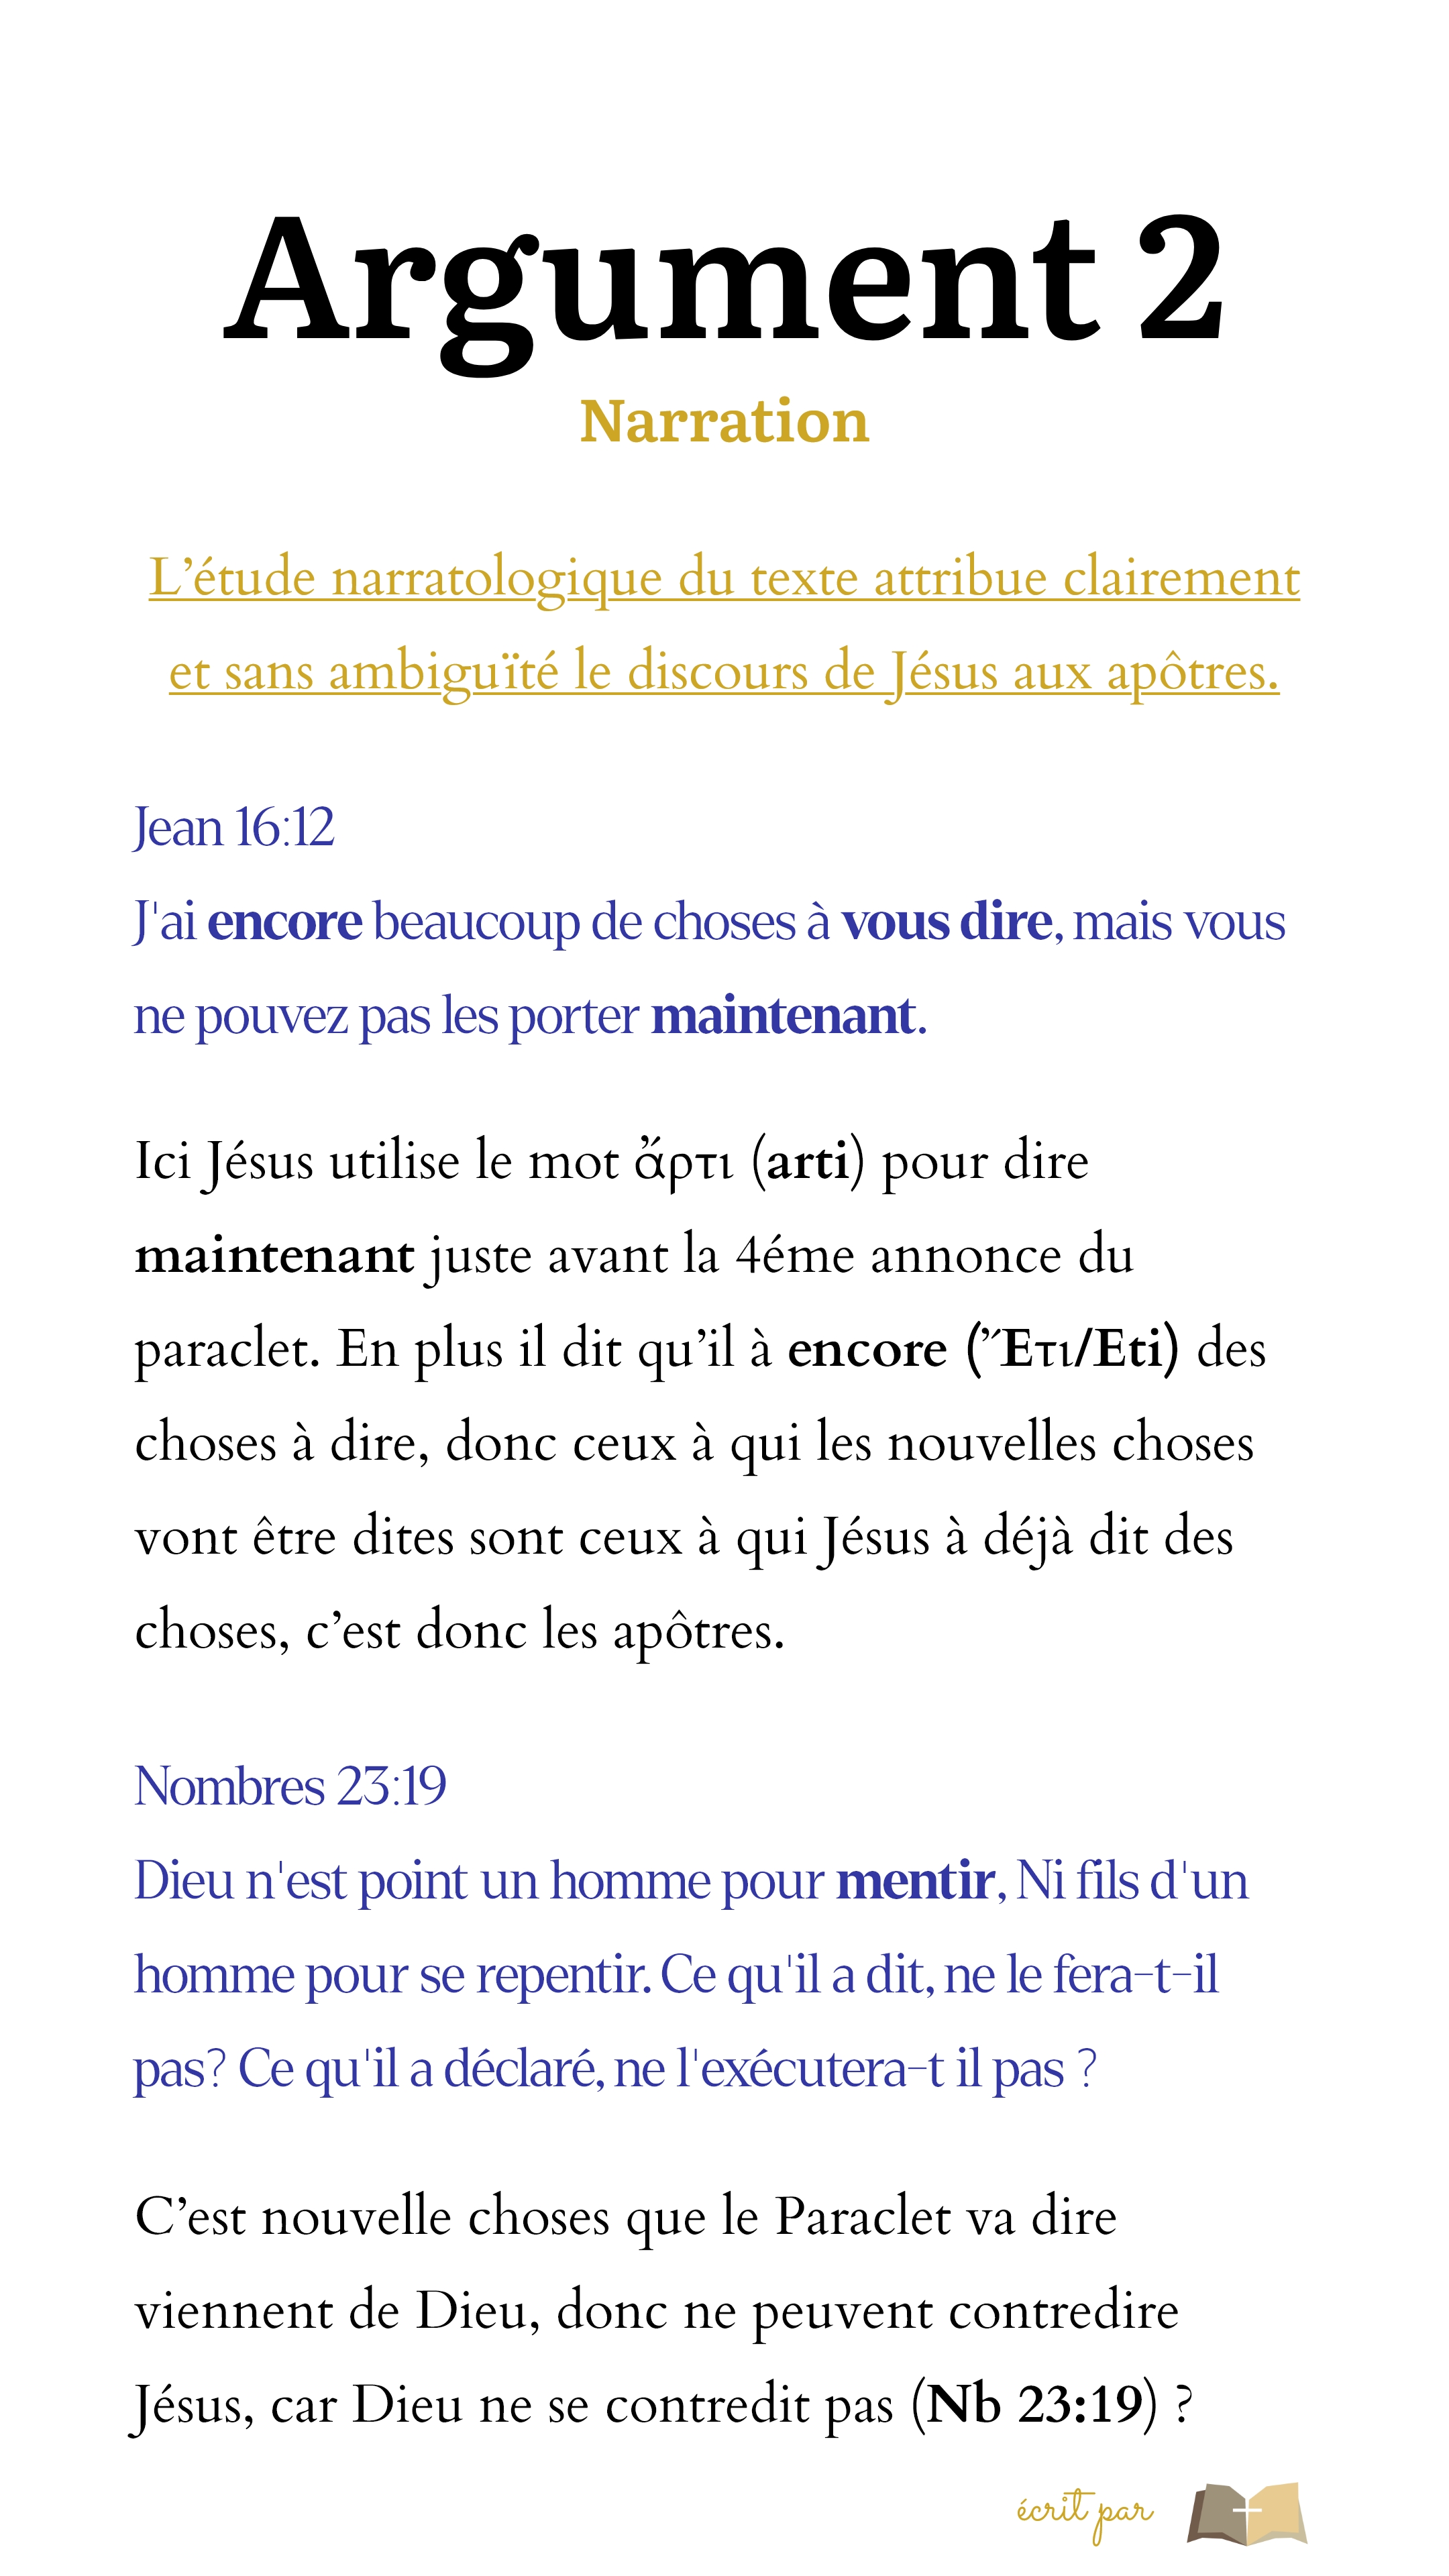 Argument 2
Narration
L’étude narratologique du texte attribue clairement
et sans ambiguïté le discours de Jésus aux apôtres.
Jean 16:12
J'ai encore beaucoup de choses à vous dire, mais vous
ne pouvez pas les porter maintenant.
Ici Jésus utilise le mot ἄρτι (arti) pour dire
maintenant juste avant la 4éme annonce du
paraclet. En plus il dit qu’il à encore (Ἔτι/Eti) des
choses à dire, donc ceux à qui les nouvelles choses
vont être dites sont ceux à qui Jésus à déjà dit des
choses, c’est donc les apôtres.
Nombres 23:19
Dieu n'est point un homme pour mentir, Ni fils d'un
homme pour se repentir. Ce qu'il a dit, ne le fera-t-il
pas? Ce qu'il a déclaré, ne l'exécutera-t il pas ?
C’est nouvelle choses que le Paraclet va dire
viennent de Dieu, donc ne peuvent contredire
Jésus, car Dieu ne se contredit pas (Nb 23:19) ?
écrit par